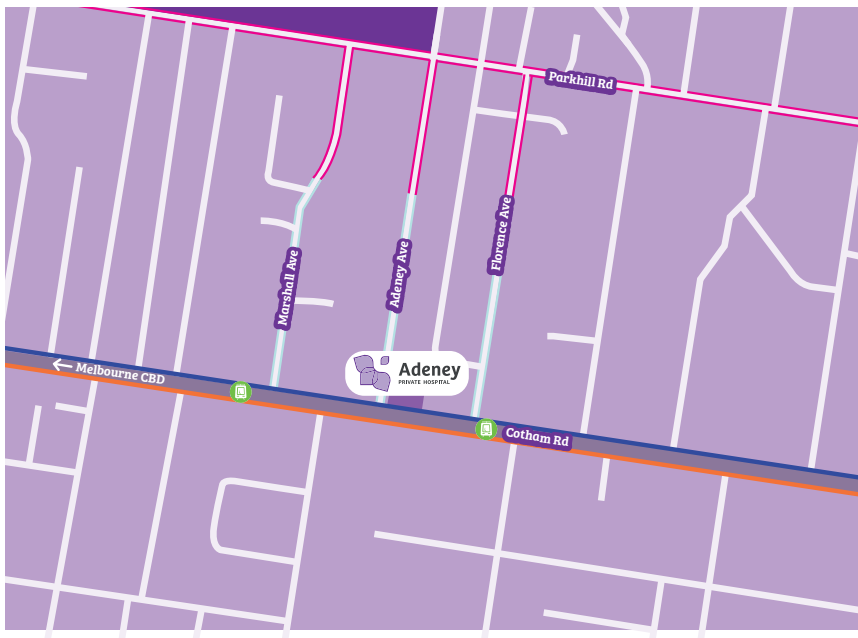 Parkhill Rd
Florence Ave
Adeney Ave
Marshall Ave
Adeney
PRIVATE HOSPITAL
Melbourne CBD
Cotham Rd